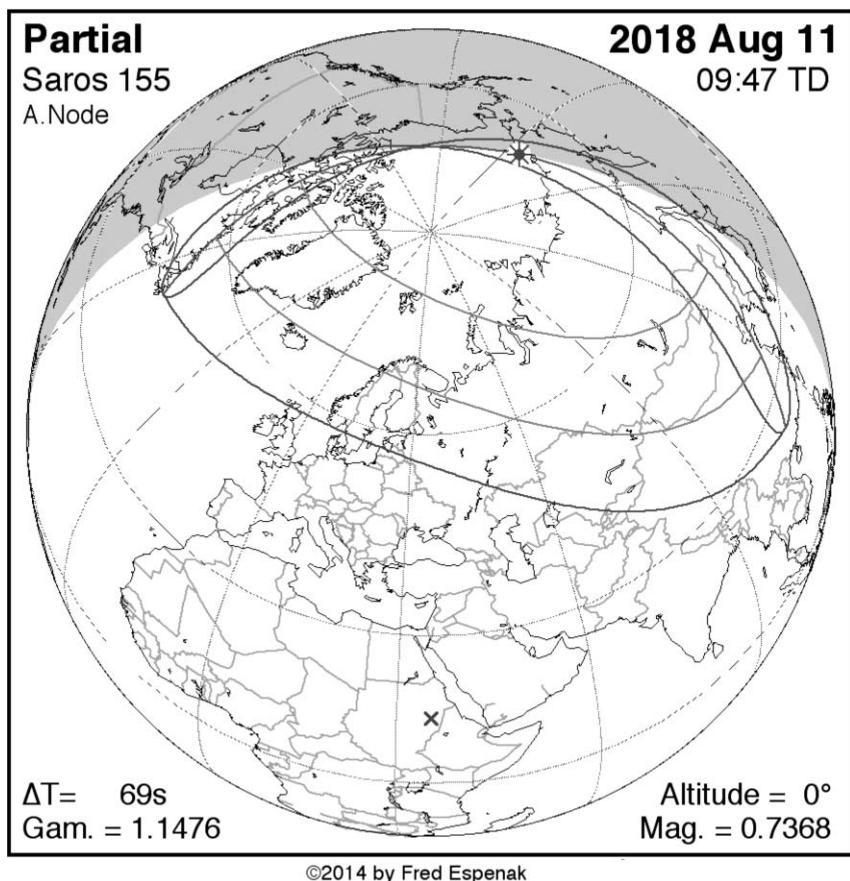 Partial
Saros 155
A.Node
2018 Aug 11
09:47 TD
ΔT= 69s
Gam. = 1.1476
Altitude = 0°
Mag. = 0.7368
©2014 by Fred Espenak